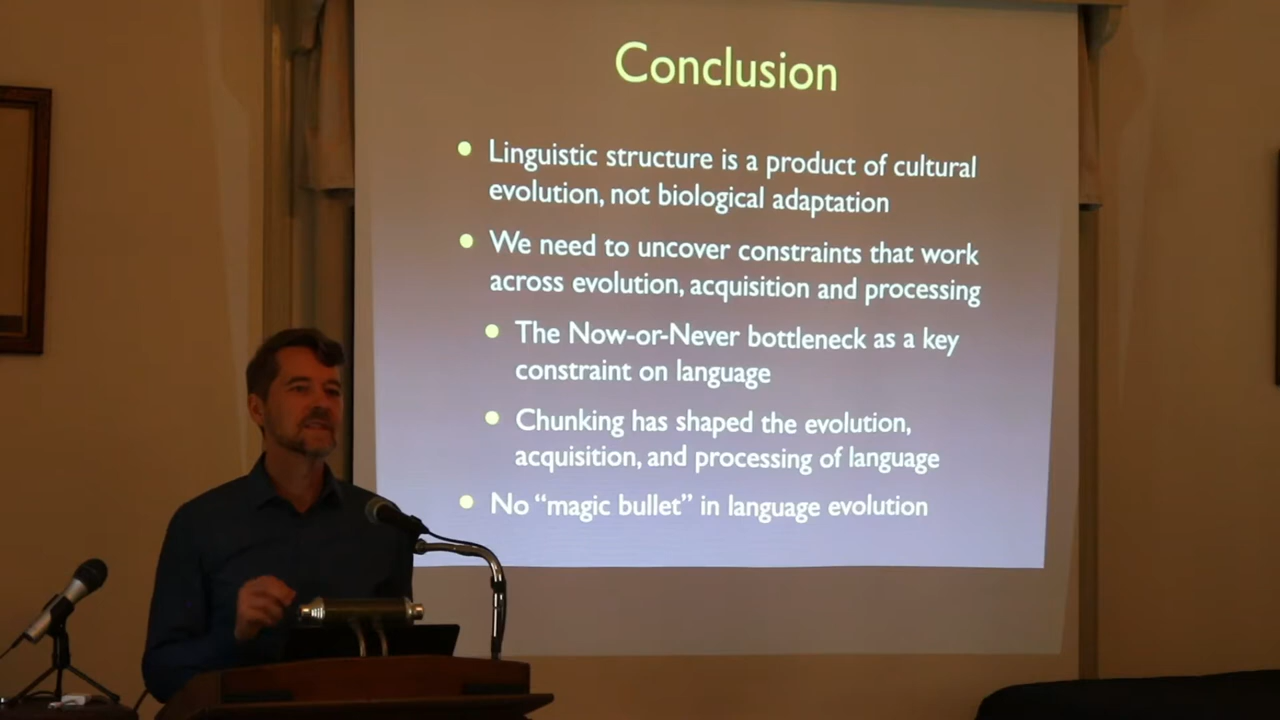 Conclusion
• Linguistic structure is a product of cultural
evolution, not biological adaptation
• We need to uncover constraints that work
across evolution, acquisition and processing
• The Now-or-Never bottleneck as a key
constraint on language
• Chunking has shaped the evolution,
acquisition, and processing of language
• No “magic bullet” in language evolution